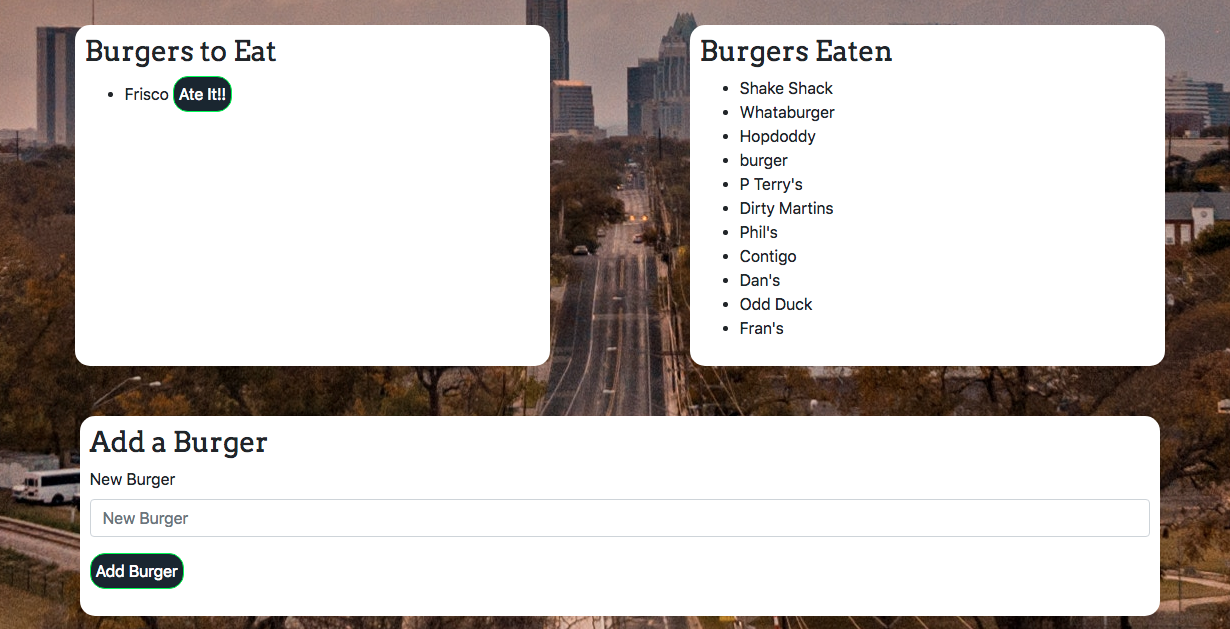 Burgers to Eat
Frisco Ate It!!
Burgers Eaten
Shake Shack
Whataburger
Hopdoddy
burger
P Terry's
Dirty Martins
Phil's
Contigo
Dan's
Odd Duck
Fran's
Add a Burger
New Burger
New Burger
Add Burger